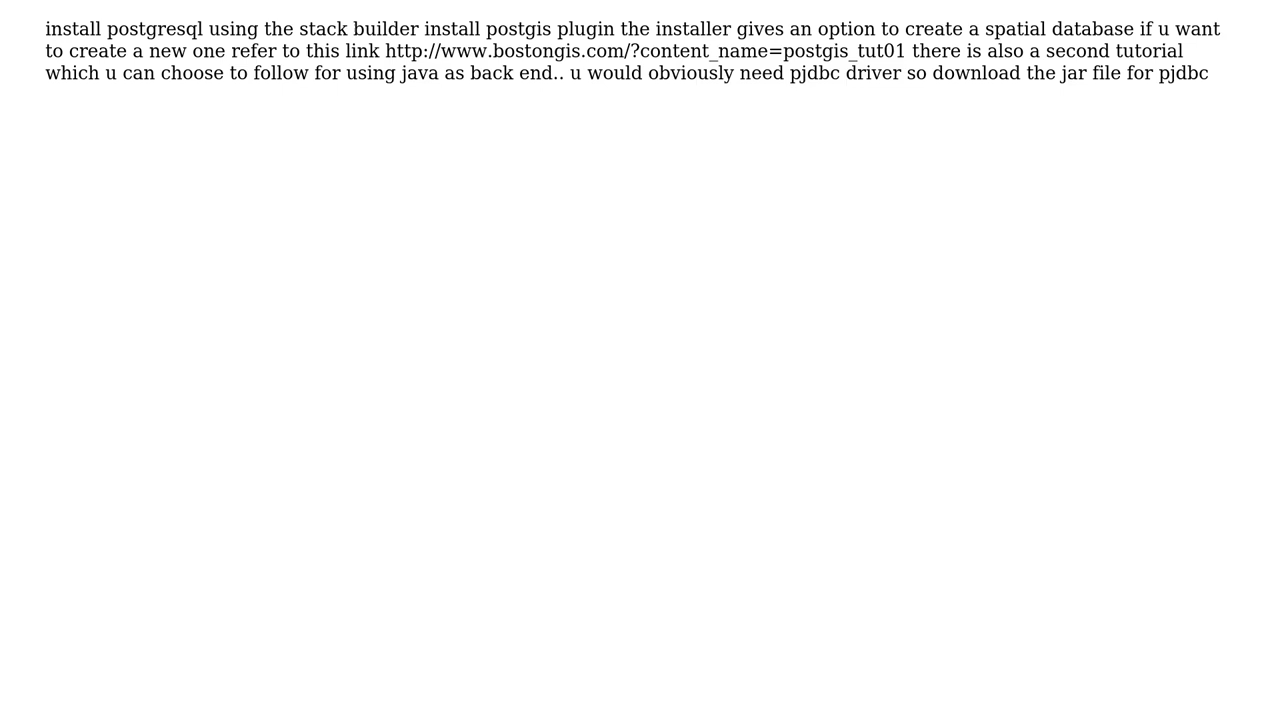 install postgresql using the stack builder install postgis plugin the installer gives an option to create a spatial database if u want
to create a new one refer to this link http://www.bostongis.com/?content_name=postgis_tut01 there is also a second tutorial
which u can choose to follow for using java as back end.. u would obviously need pjdbc driver so download the jar file for pjdbc